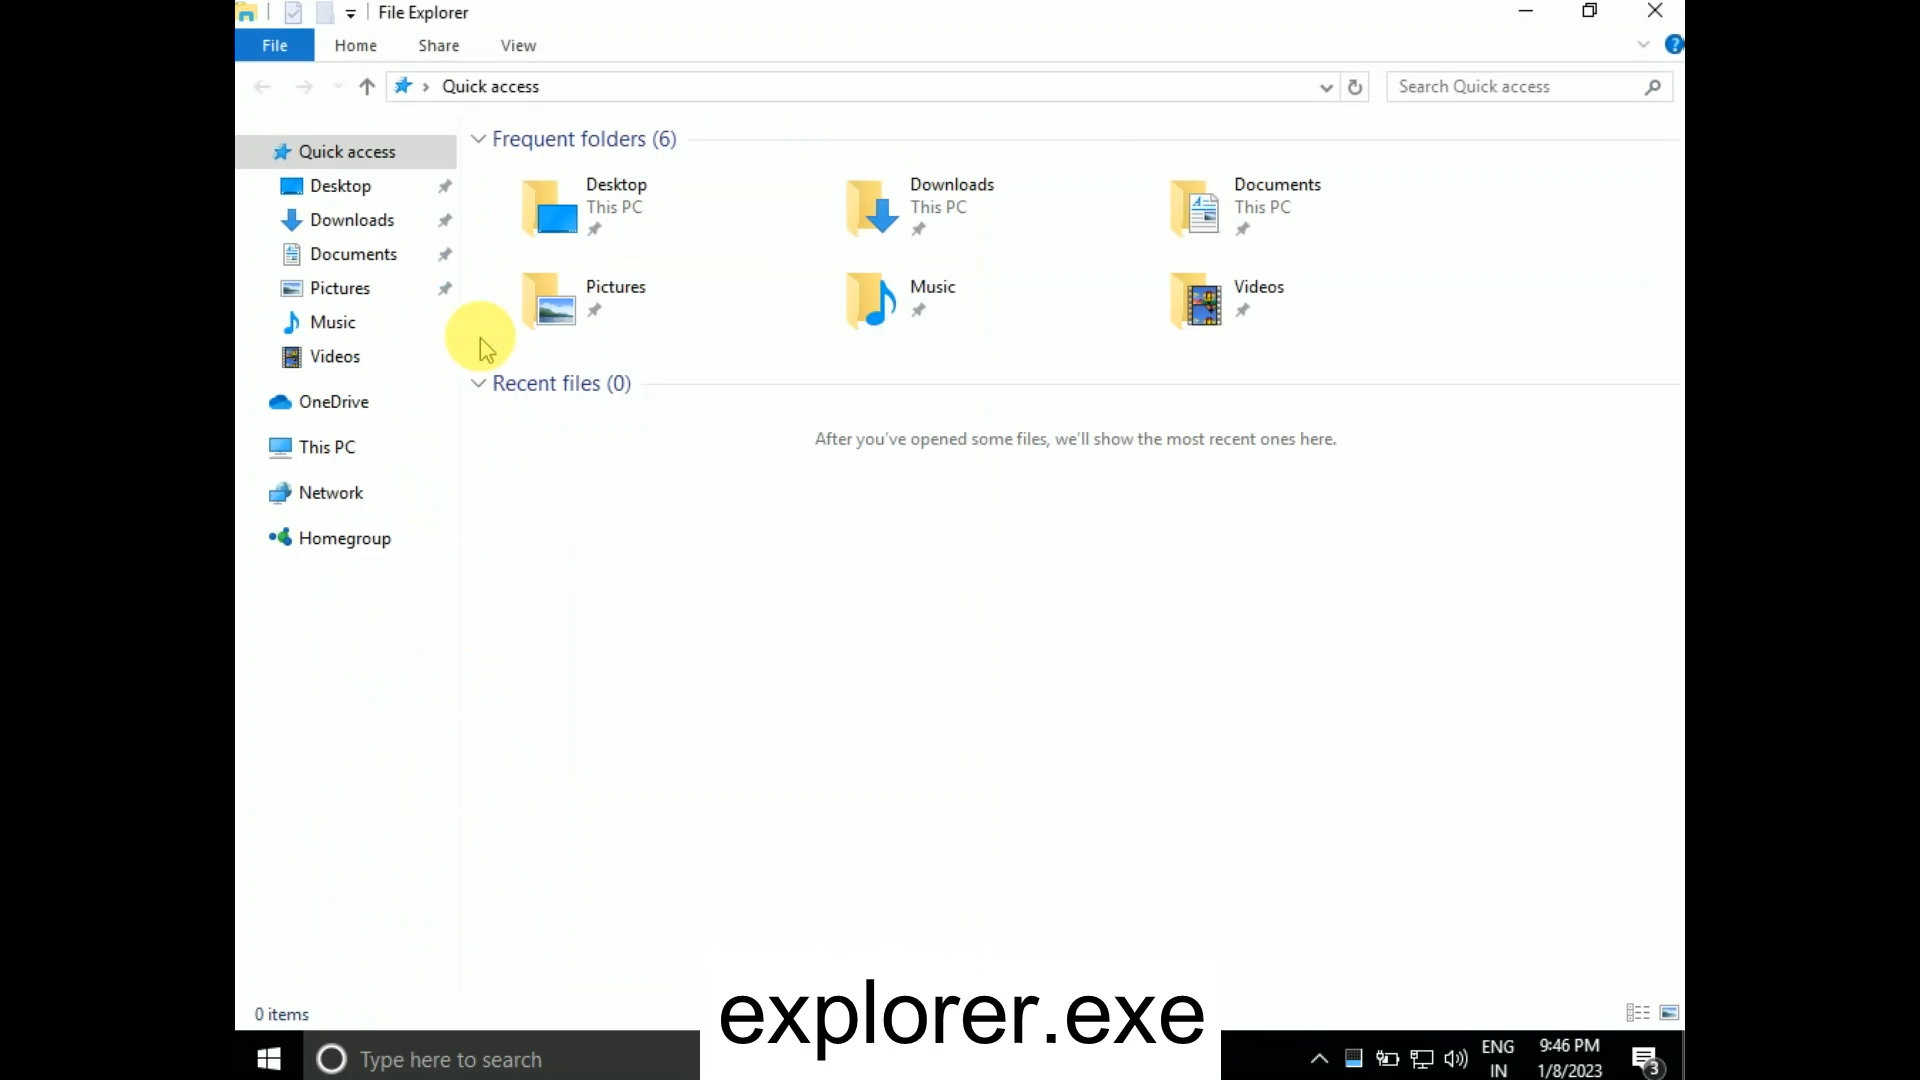 File Explorer
File Home Share View
Quick access
Search Quick access
Quick access
Desktop
Downloads
Documents
Pictures
Music
Videos
OneDrive
This PC
Network
Homegroup
Frequent folders (6)
Desktop
This PC
Downloads
This PC
Documents
This PC
Pictures
Music
Videos
Recent files (0)
After you've opened some files, we'll show the most recent ones here.
0 items
explorer.exe
Type here to search
ENG
IN
9:46 PM
1/8/2023
3